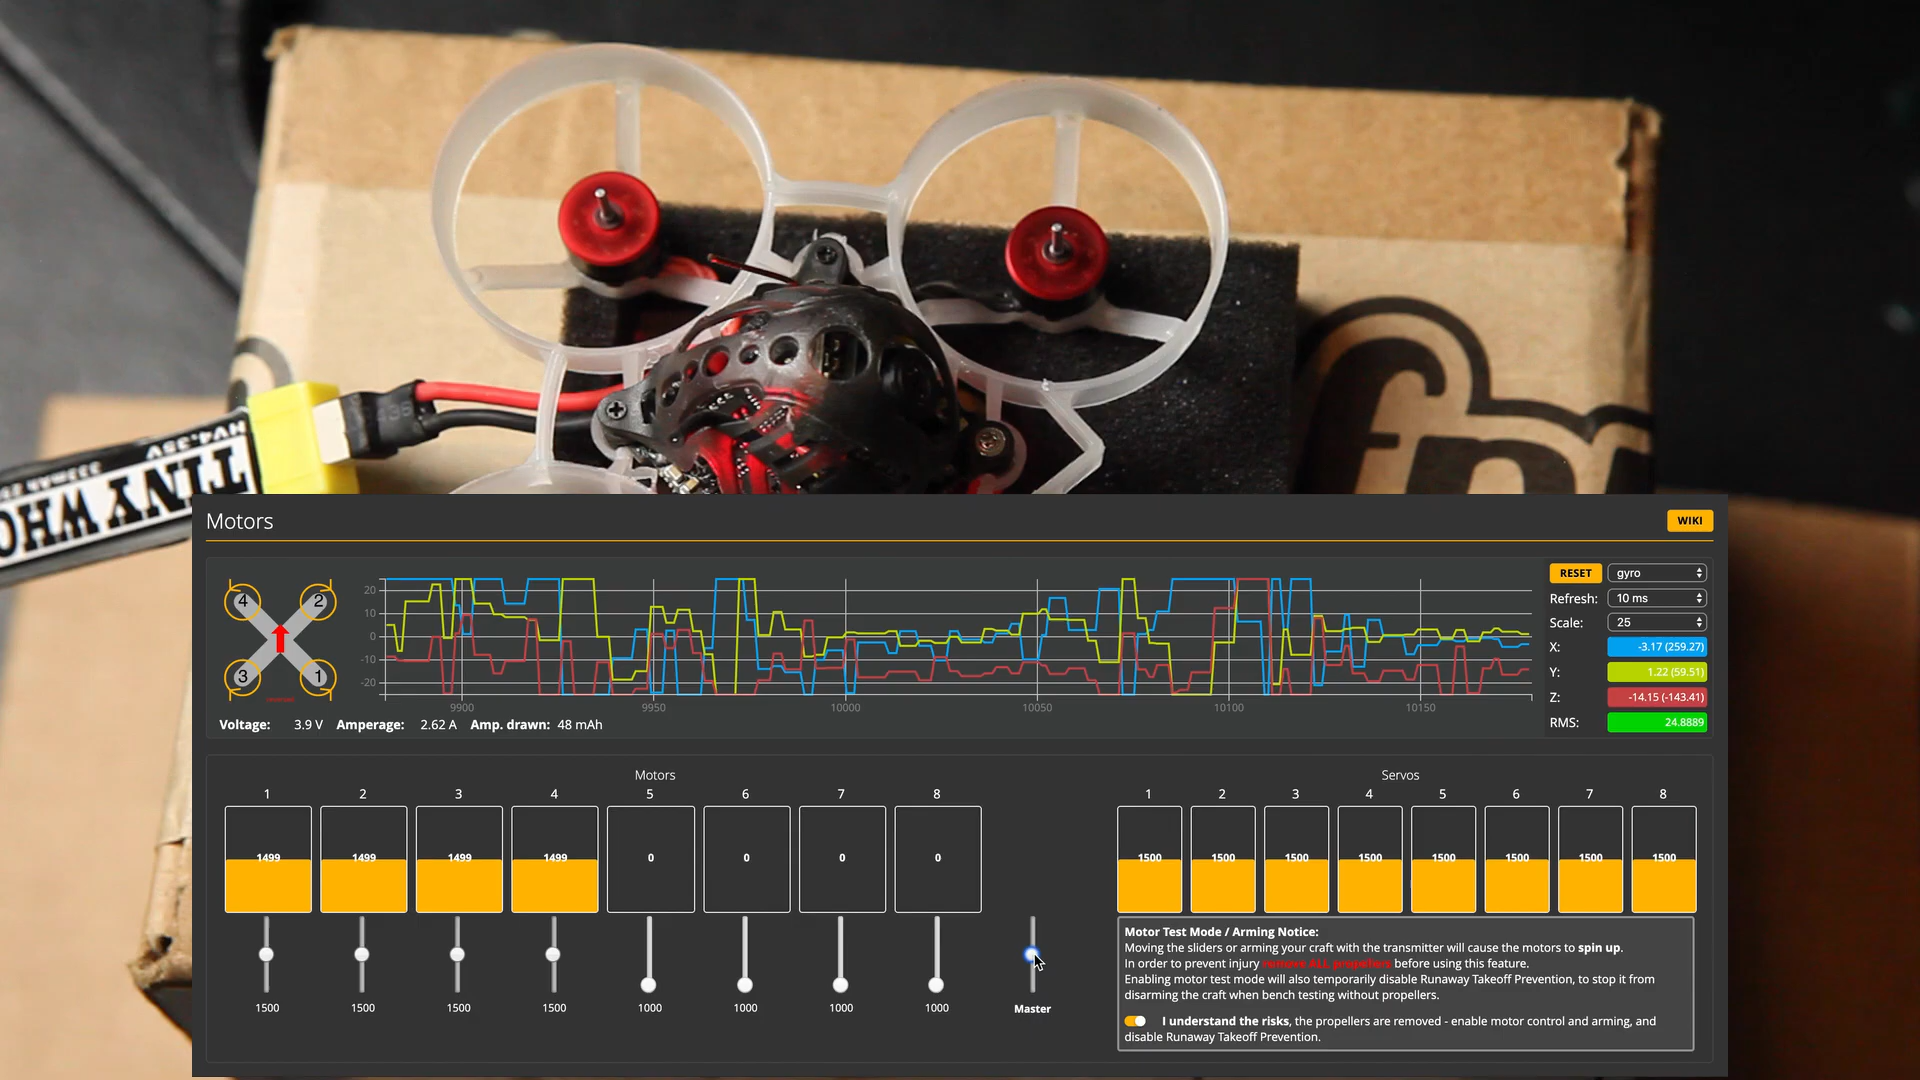 HV4.35V
TINY WHO
fp
Motors
WIKI
4
2
3
1
20
10
0
-10
-20
9900
9950
10000
10050
10100
10150
RESET
gyro
Refresh:
10 ms
Scale:
25
X:
-3.17 (259.27)
Y:
1.22 (59.51)
Z:
-14.15 (-143.41)
RMS:
24.8889
Voltage: 3.9 V Amperage: 2.62 A Amp. drawn: 48 mAh
Motors
1 2 3 4 5 6 7 8
1499 1499 1499 1499 0 0 0 0
1500 1500 1500 1500 1000 1000 1000 1000 Master
Servos
1 2 3 4 5 6 7 8
1500 1500 1500 1500 1500 1500 1500 1500
Motor Test Mode / Arming Notice:
Moving the sliders or arming your craft with the transmitter will cause the motors to spin up.
In order to prevent injury remove ALL propellers before using this feature.
Enabling motor test mode will also temporarily disable Runaway Takeoff Prevention, to stop it from
disarming the craft when bench testing without propellers.
I understand the risks, the propellers are removed - enable motor control and arming, and
disable Runaway Takeoff Prevention.